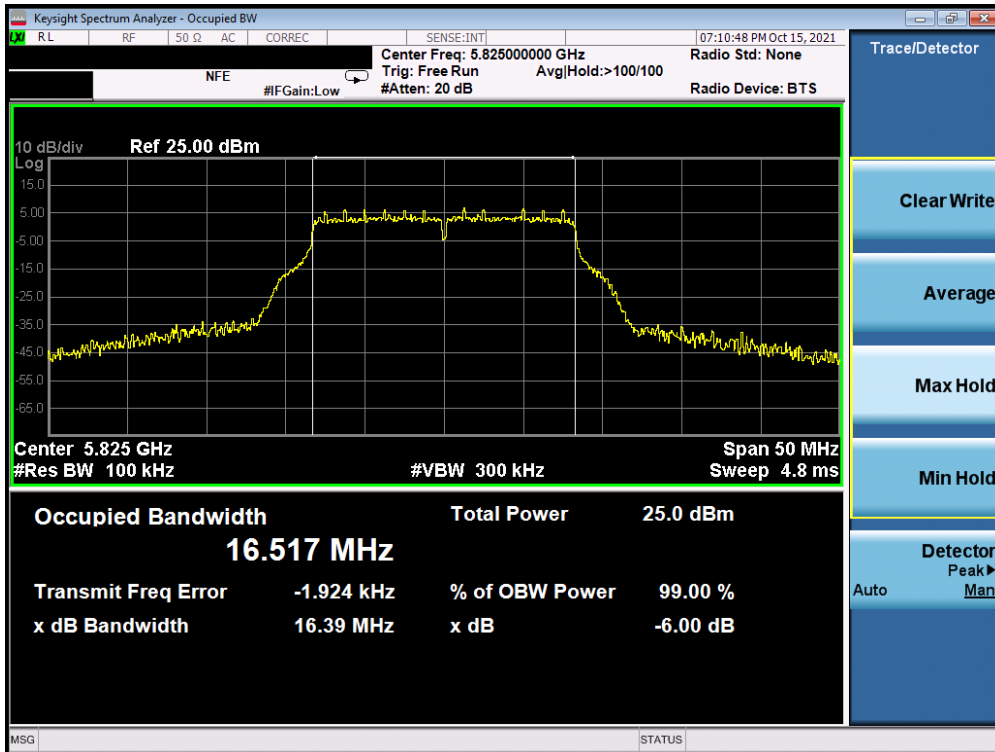 Keysight Spectrum Analyzer - Occupied BW
LXI RL RF 50 Ω AC CORREC SENSE:INT 07:10:48 PM Oct 15, 2021
Center Freq: 5.825000000 GHz Radio Std: None
NFE Trig: Free Run Avg|Hold:>100/100
#IFGain:Low #Atten: 20 dB Radio Device: BTS
10 dB/div Ref 25.00 dBm
Log
15.0
5.00
-5.00
-15.0
-25.0
-35.0
-45.0
-55.0
-65.0
Center 5.825 GHz Span 50 MHz
#Res BW 100 kHz #VBW 300 kHz Sweep 4.8 ms
Occupied Bandwidth Total Power 25.0 dBm
16.517 MHz
Transmit Freq Error -1.924 kHz % of OBW Power 99.00 %
x dB Bandwidth 16.39 MHz x dB -6.00 dB
MSG STATUS
Trace/Detector
Clear Write
Average
Max Hold
Min Hold
Detector
Peak▶
Auto Man